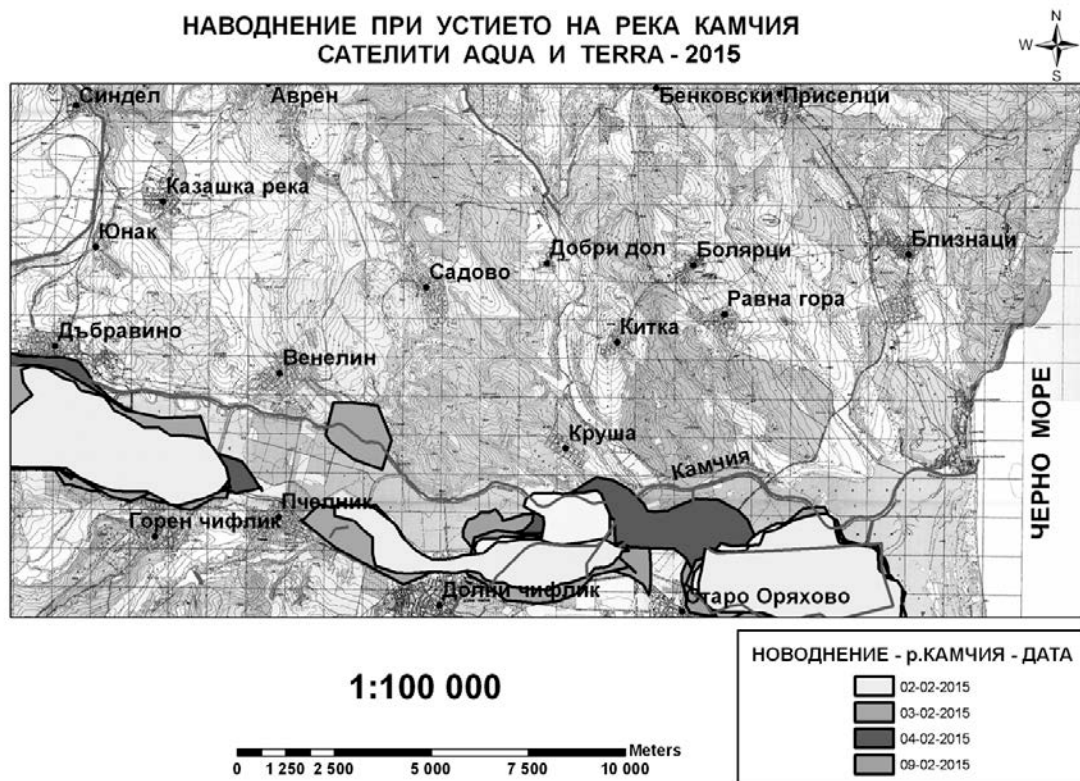 НАВОДНЕНИЕ ПРИ УСТИЕТО НА РЕКА КАМЧИЯ
САТЕЛИТИ AQUA И TERRA - 2015
N
W E
S
Синдел
Аврен
Бенковски
Приселци
Казашка река
Юнак
Добри дол
Болярци
Близнаци
Садово
Равна гора
Дъбравино
Китка
Венелин
ЧЕРНО МОРЕ
Круша
Камчия
Пчелник
Горен чифлик
Долни чифлик
Старо Оряхово
1:100 000
Meters
0 1 250 2 500 5 000 7 500 10 000
НОВОДНЕНИЕ - р.КАМЧИЯ - ДАТА
02-02-2015
03-02-2015
04-02-2015
09-02-2015